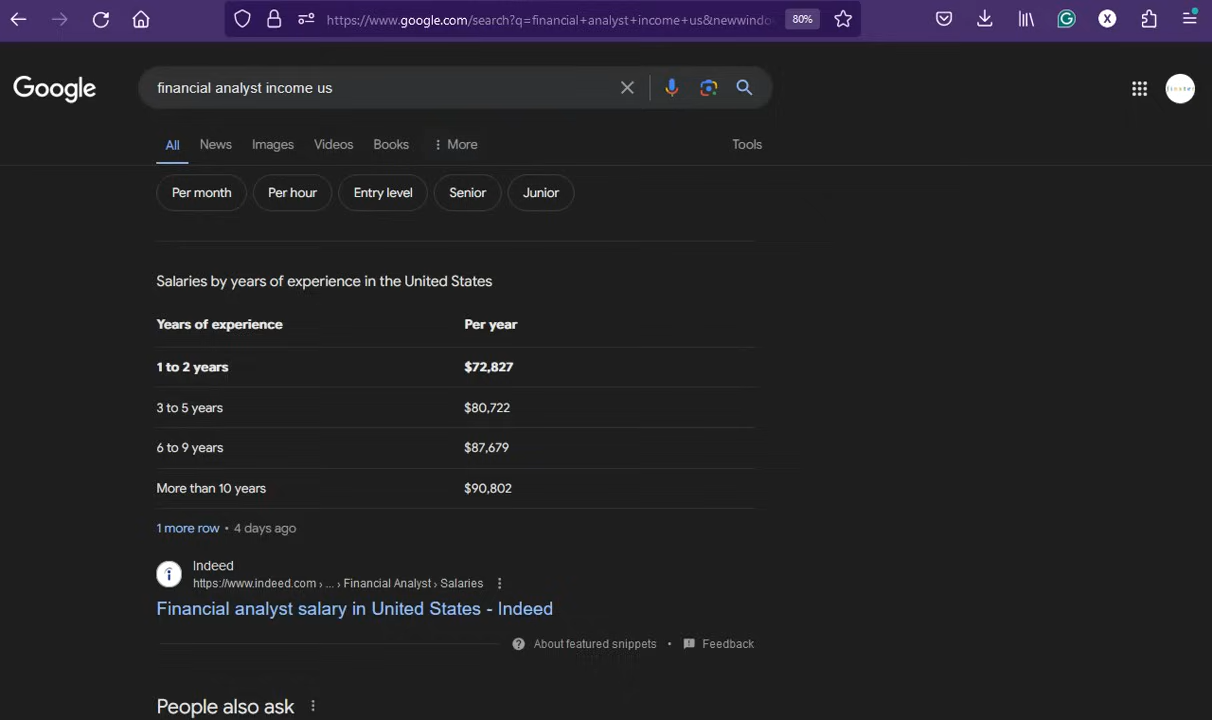 https://www.google.com/search?q=financial+analyst+income+us&newwindo
80%
X
Google
financial analyst income us
All News Images Videos Books More Tools
Per month Per hour Entry level Senior Junior
Salaries by years of experience in the United States
Years of experience Per year
1 to 2 years $72,827
3 to 5 years $80,722
6 to 9 years $87,679
More than 10 years $90,802
1 more row • 4 days ago
Indeed
https://www.indeed.com › ... › Financial Analyst › Salaries
Financial analyst salary in United States - Indeed
About featured snippets • Feedback
People also ask